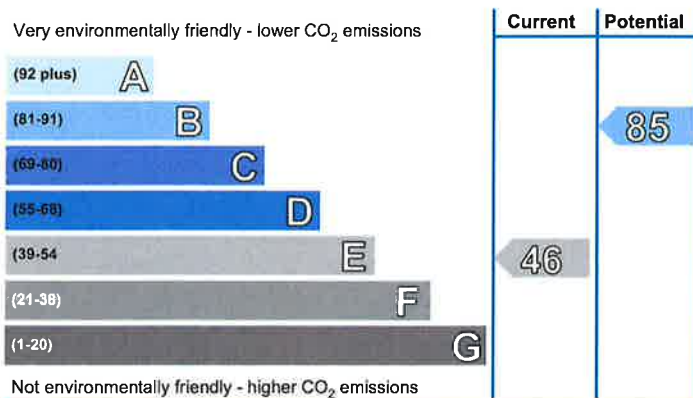 Current Potential
Very environmentally friendly - lower CO₂ emissions
(92 plus) A
(81-91) B 85
(69-80) C
(55-68) D
(39-54 E 46
(21-38) F
(1-20) G
Not environmentally friendly - higher CO₂ emissions